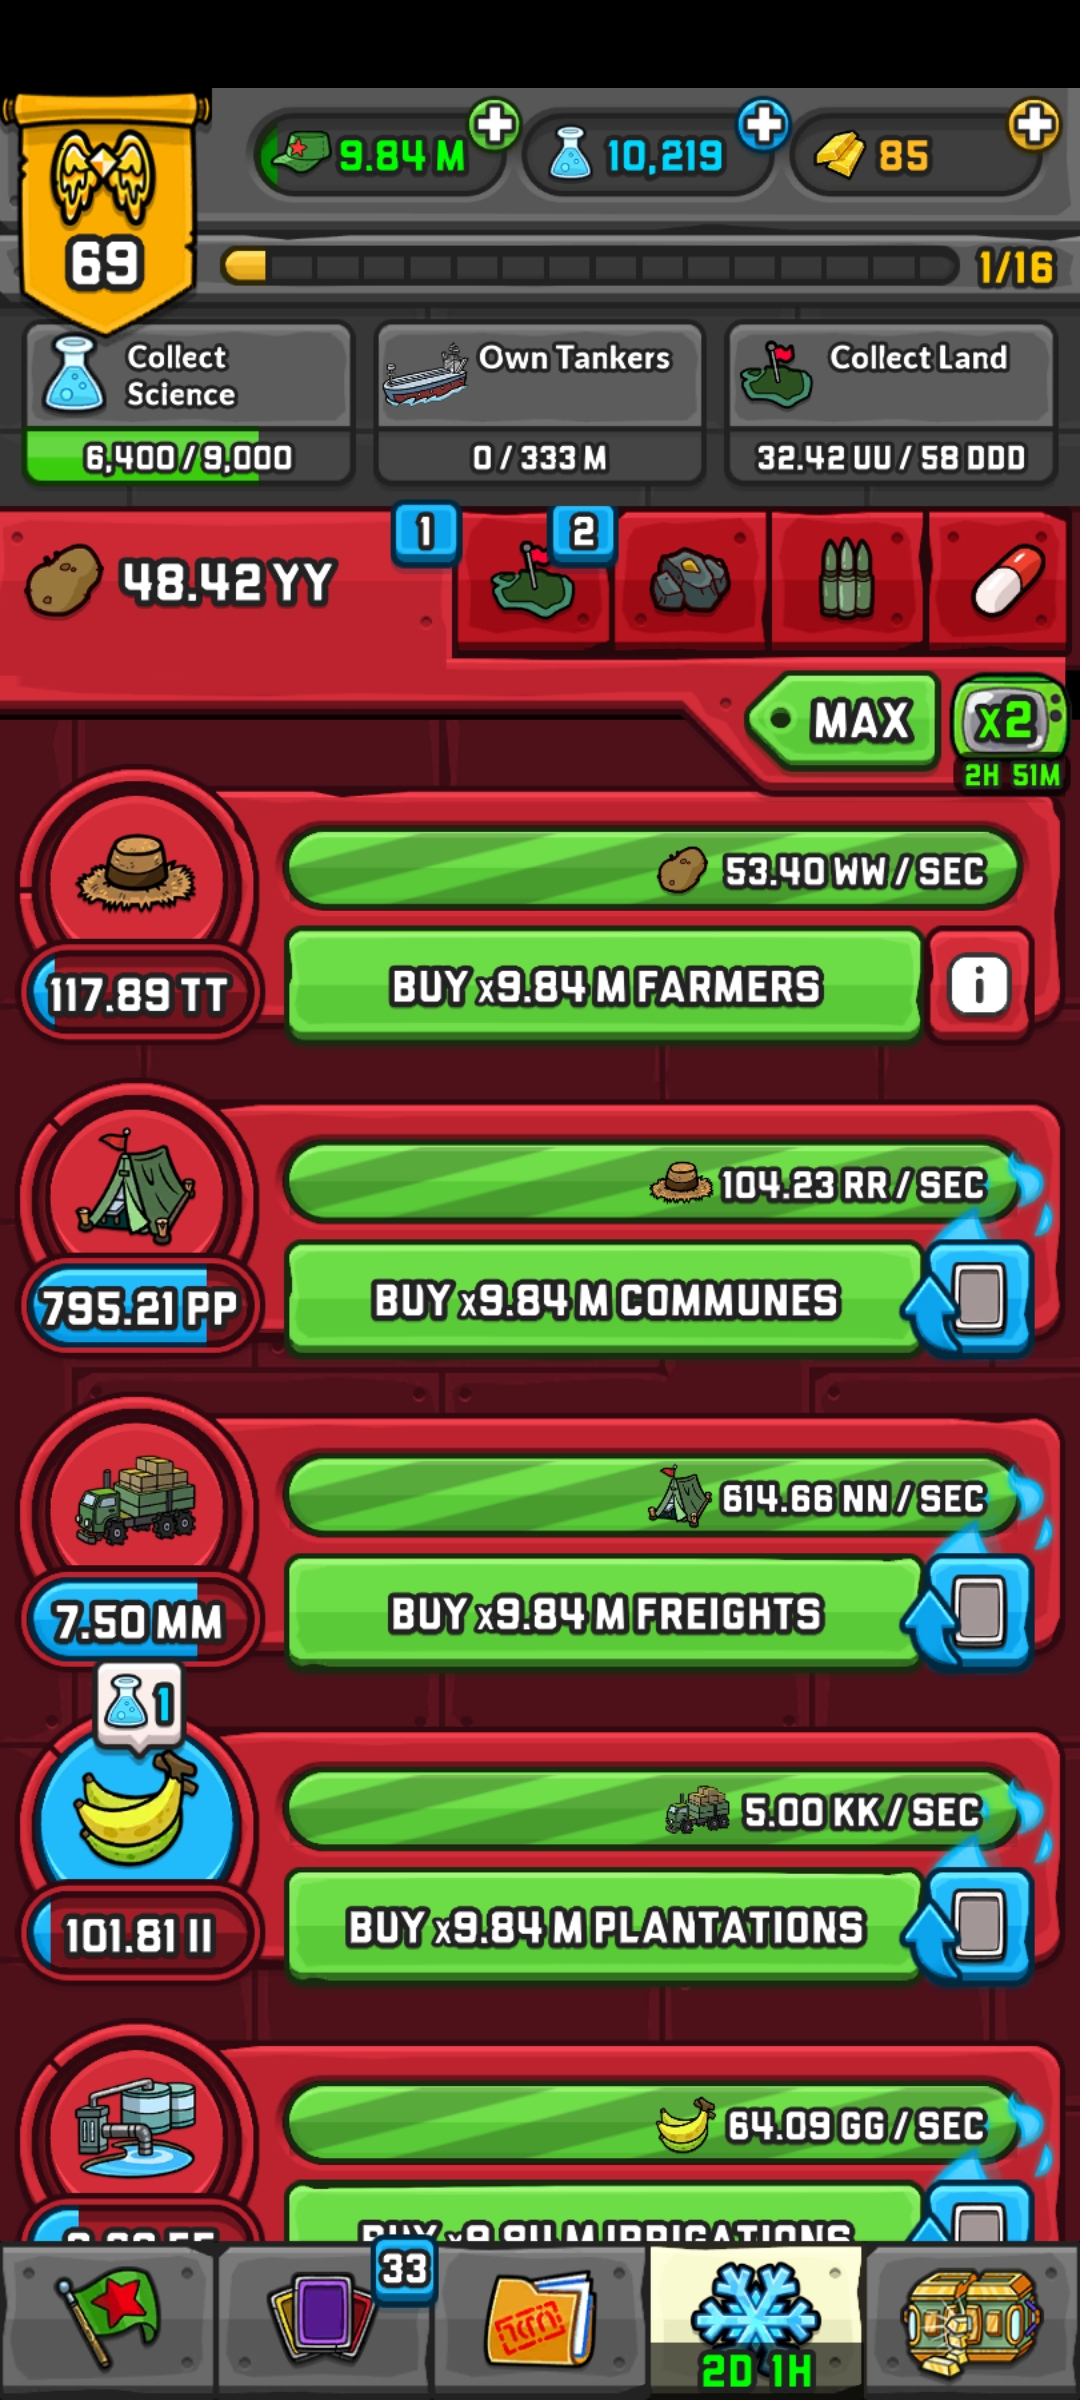 9.84 M
10,219
85
69
1/16
Collect
Science
6,400/9,000
Own Tankers
0/333 M
Collect Land
32.42 UU/58 DDD
48.42 YY
1
2
MAX
x2
2H 51M
53.40 WW/SEC
117.89 TT
BUY x9.84 M FARMERS
i
104.23 RR/SEC
795.21 PP
BUY x9.84 M COMMUNES
614.66 NN/SEC
7.50 MM
BUY x9.84 M FREIGHTS
1
5.00 KK/SEC
101.81 II
BUY x9.84 M PLANTATIONS
64.09 GG/SEC
BUY x9.84 M IRRIGATIONS
33
2D 1H